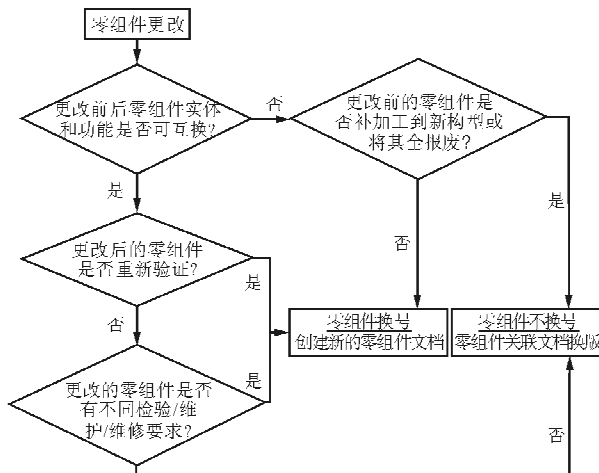 零组件更改
更改前后零组件实体
和功能是否可互换?
否
更改前的零组件是
否补加工到新构型或
将其全报废?
是
是
否
更改后的零组件
是否重新验证?
是
否
零组件换号
创建新的零组件文档
零组件不换号
零组件关联文档换版
更改的零组件是否
有不同检验/维
护/维修要求?
是
否